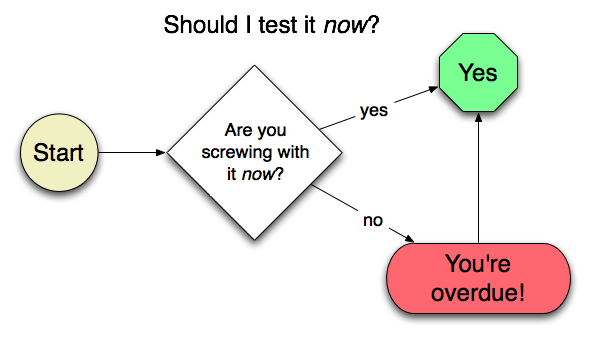 Should I test it now?
Start
Are you
screwing with
it now?
yes
Yes
no
You're
overdue!